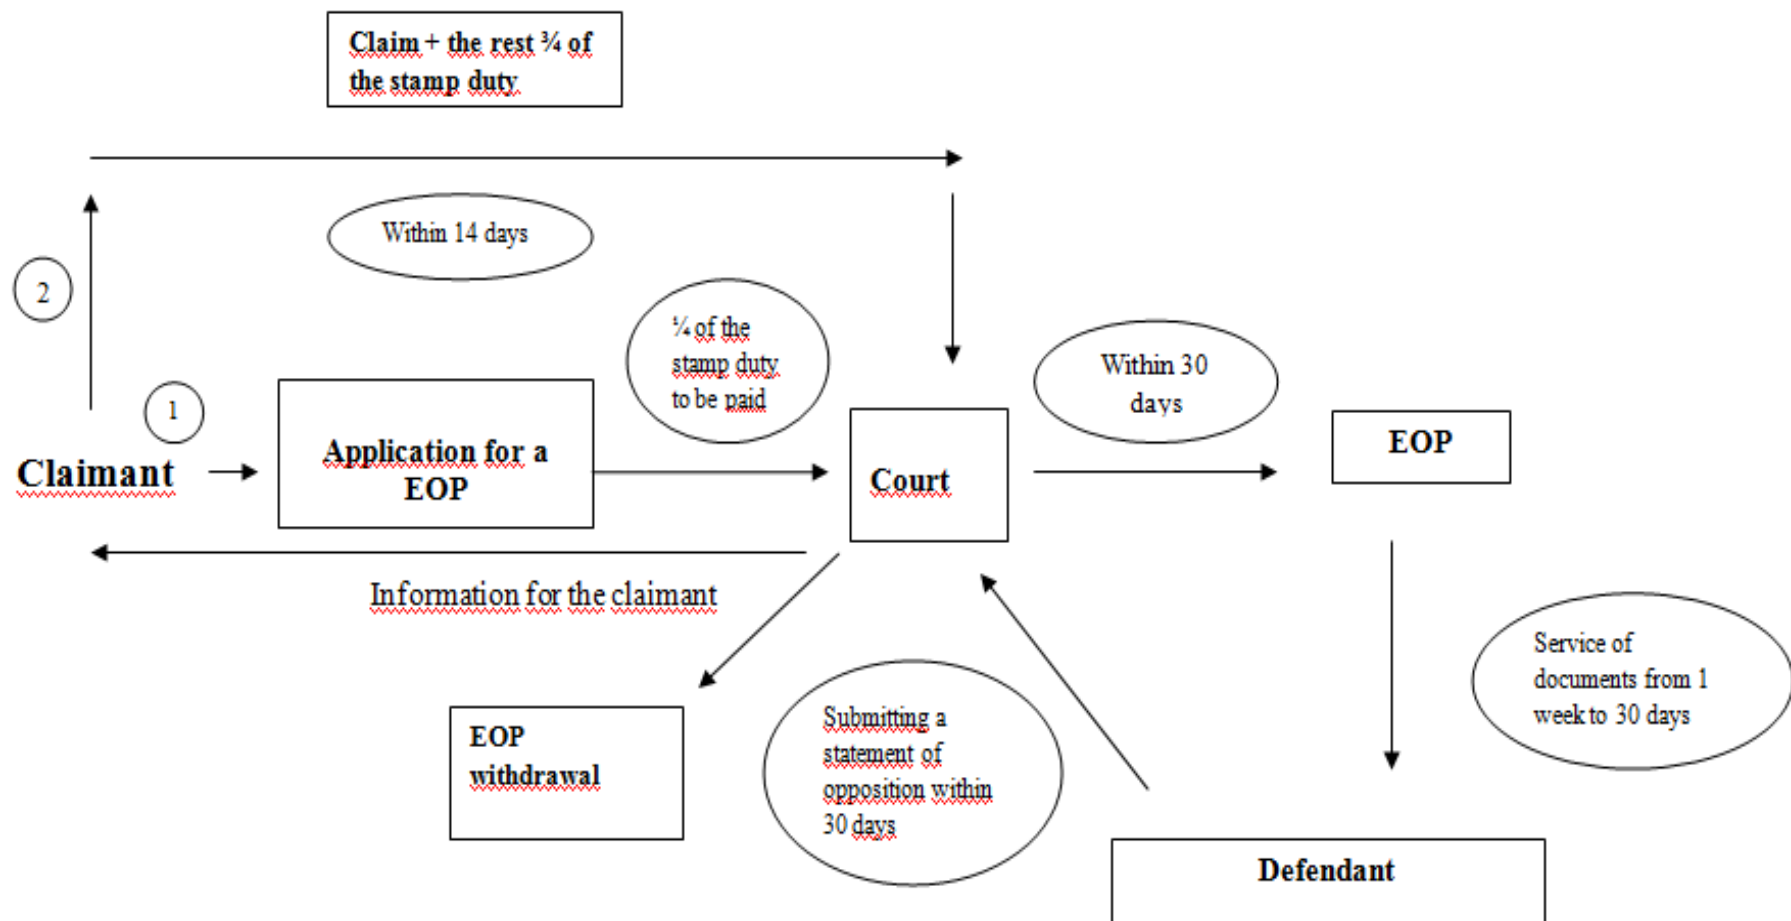 Claim + the rest ¾ of
the stamp duty
Within 14 days
2
¼ of the
stamp duty
to be paid
Within 30
days
1
Claimant
Application for a
EOP
Court
EOP
Information for the claimant
Service of
documents from 1
week to 30 days
EOP
withdrawal
Submitting a
statement of
opposition within
30 days
Defendant